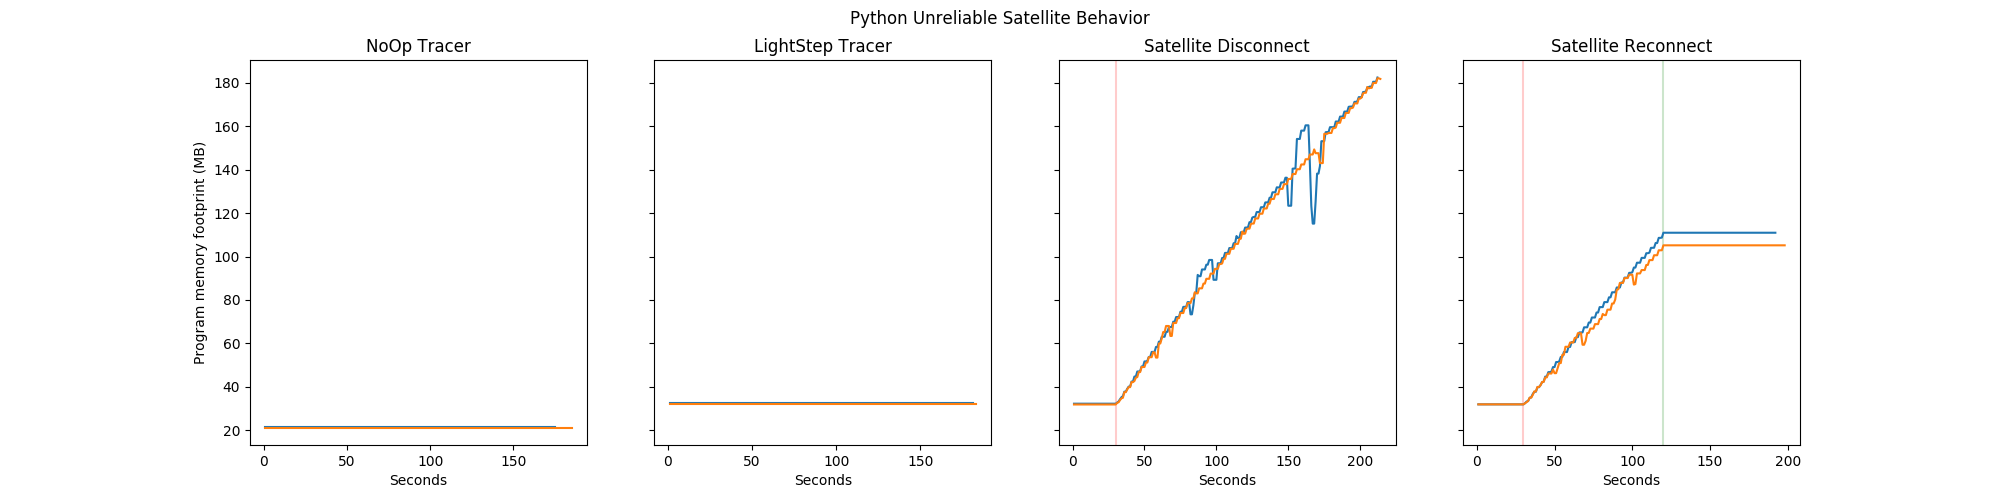 Python Unreliable Satellite Behavior
NoOp Tracer
LightStep Tracer
Satellite Disconnect
Satellite Reconnect
Program memory footprint (MB)
180
160
140
120
100
80
60
40
20
0 50 100 150
0 50 100 150
0 50 100 150 200
0 50 100 150 200
Seconds
Seconds
Seconds
Seconds